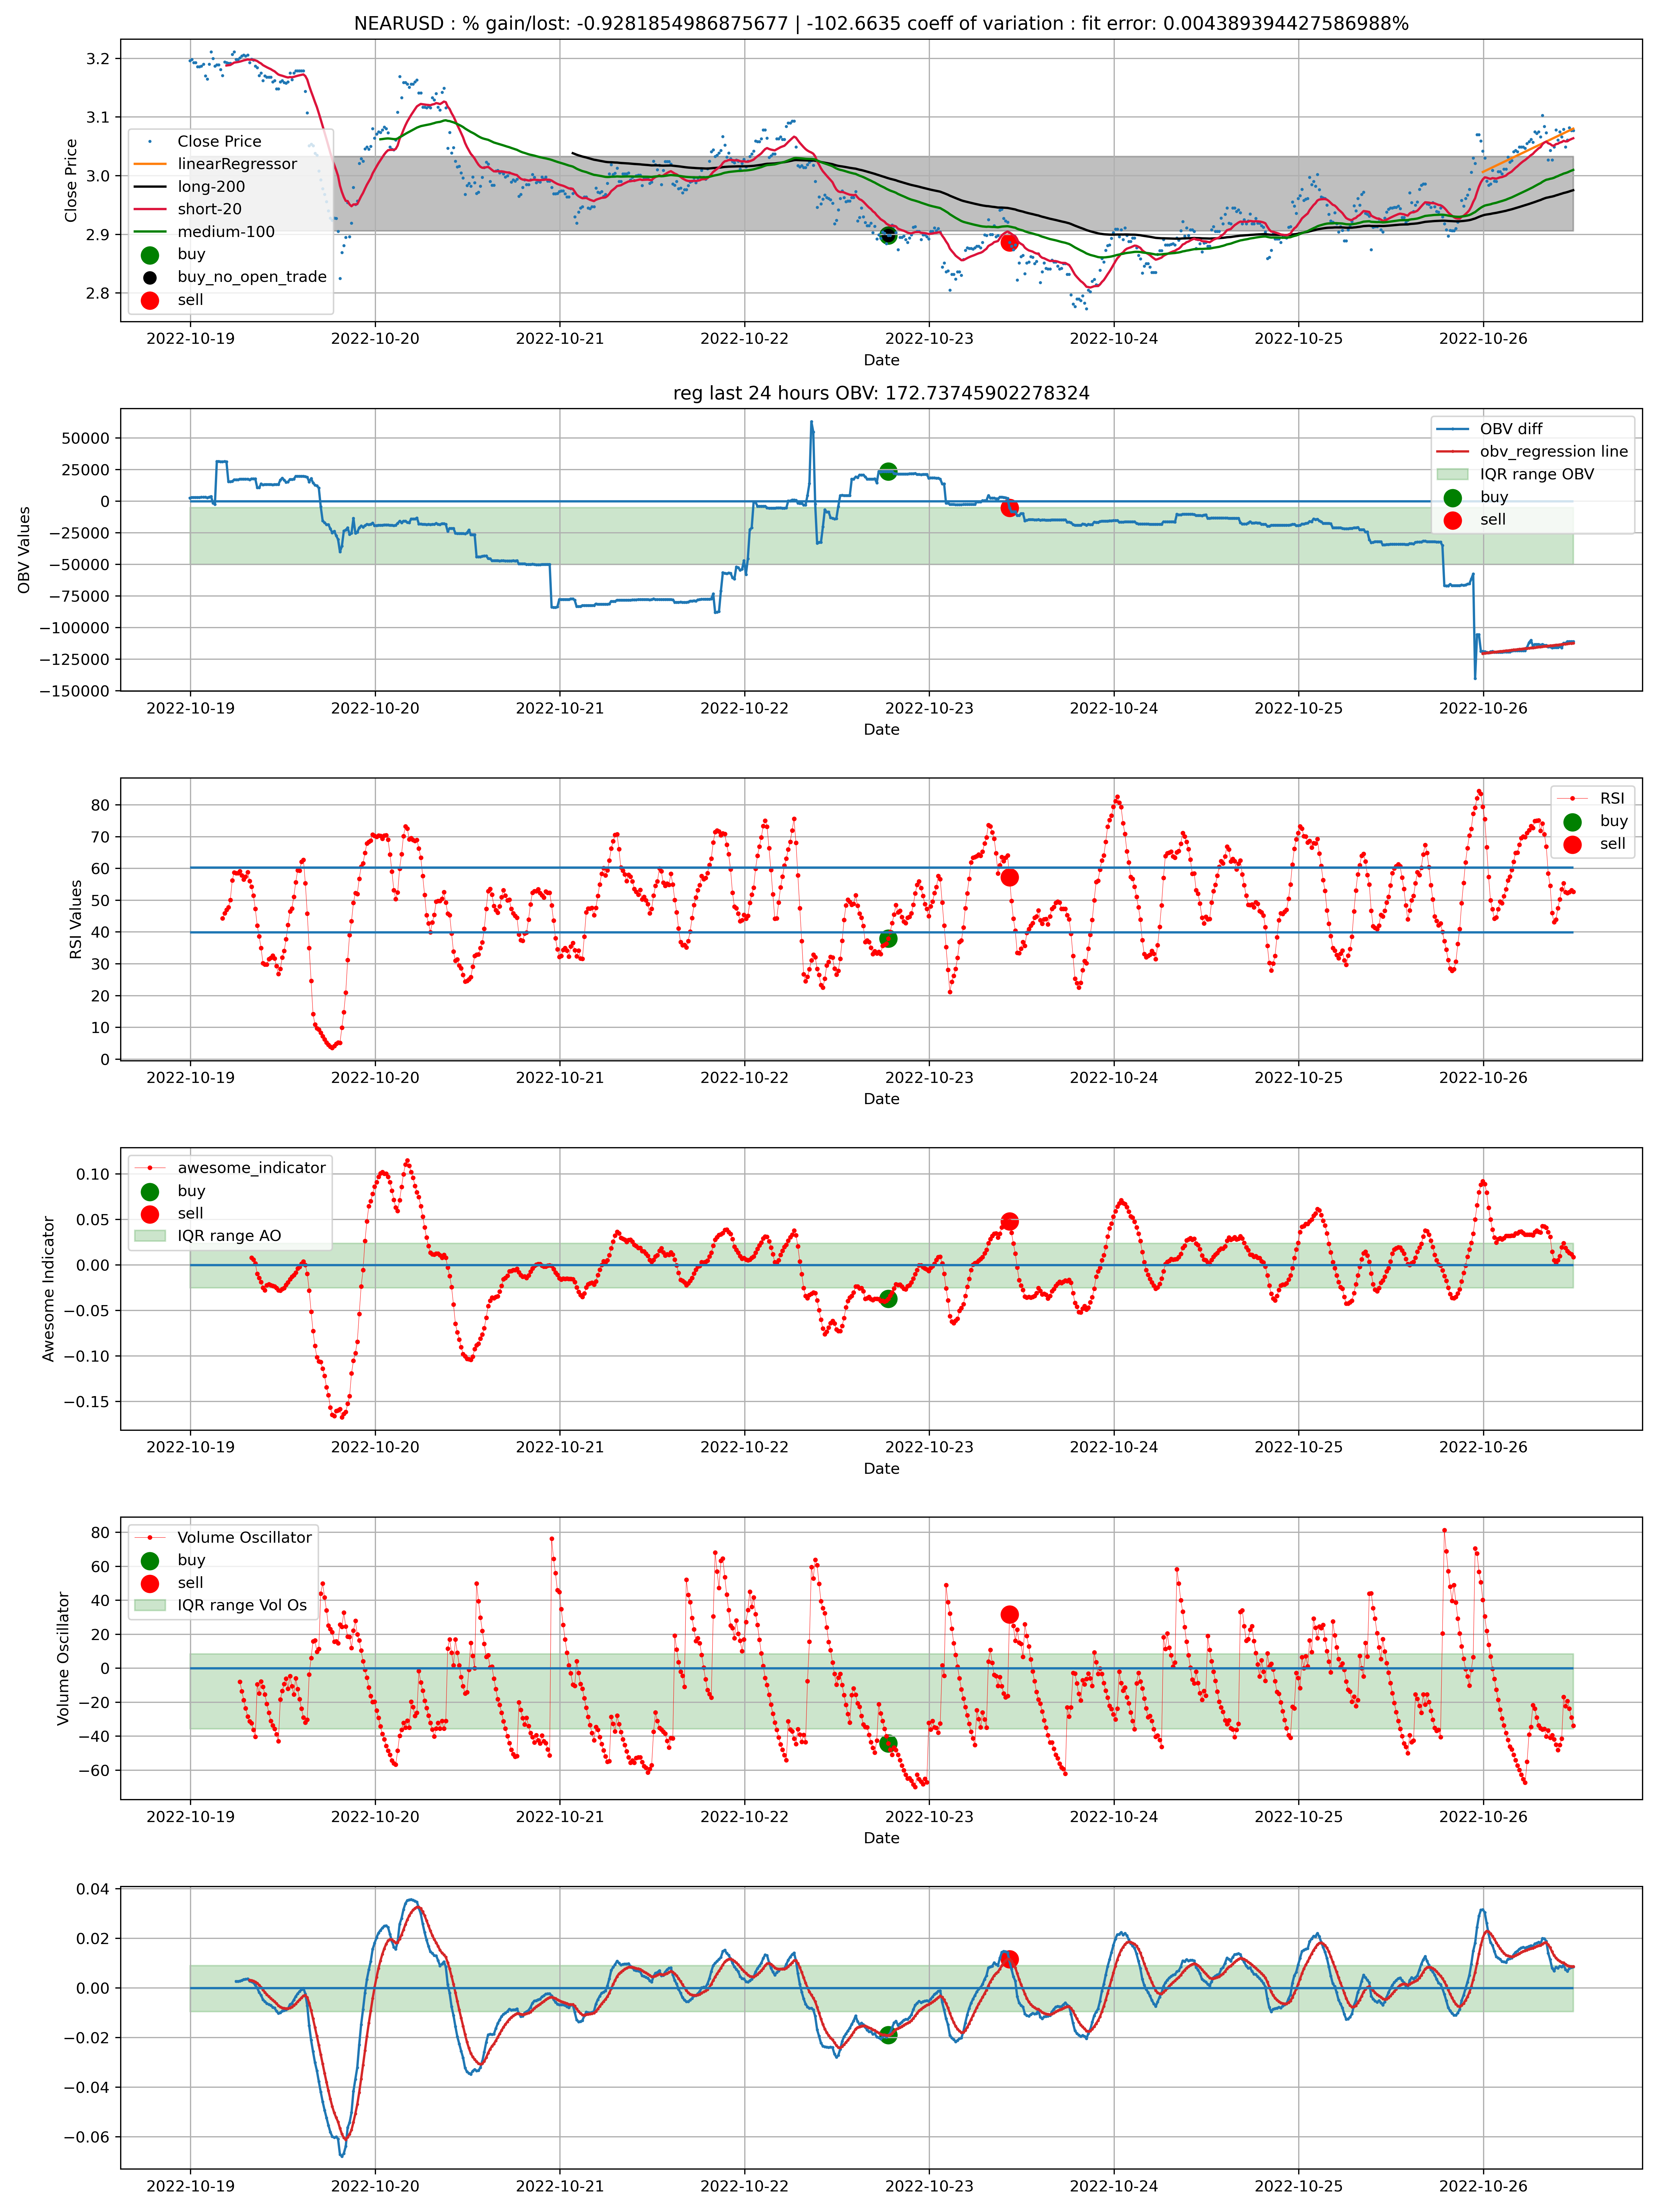 NEARUSD : % gain/lost: -0.9281854986875677 | -102.6635 coeff of variation : fit error: 0.004389394427586988%
3.2
3.1
3.0
2.9
2.8
Close Price
Close Price
linearRegressor
long-200
short-20
medium-100
buy
buy_no_open_trade
sell
2022-10-19 2022-10-20 2022-10-21 2022-10-22 2022-10-23 2022-10-24 2022-10-25 2022-10-26
Date
reg last 24 hours OBV: 172.73745902278324
50000
25000
0
−25000
−50000
−75000
−100000
−125000
−150000
OBV Values
OBV diff
obv_regression line
IQR range OBV
buy
sell
2022-10-19 2022-10-20 2022-10-21 2022-10-22 2022-10-23 2022-10-24 2022-10-25 2022-10-26
Date
80
70
60
50
40
30
20
10
0
RSI Values
RSI
buy
sell
2022-10-19 2022-10-20 2022-10-21 2022-10-22 2022-10-23 2022-10-24 2022-10-25 2022-10-26
Date
0.10
0.05
0.00
−0.05
−0.10
−0.15
Awesome Indicator
awesome_indicator
buy
sell
IQR range AO
2022-10-19 2022-10-20 2022-10-21 2022-10-22 2022-10-23 2022-10-24 2022-10-25 2022-10-26
Date
80
60
40
20
0
−20
−40
−60
Volume Oscillator
Volume Oscillator
buy
sell
IQR range Vol Os
2022-10-19 2022-10-20 2022-10-21 2022-10-22 2022-10-23 2022-10-24 2022-10-25 2022-10-26
Date
0.04
0.02
0.00
−0.02
−0.04
−0.06
2022-10-19 2022-10-20 2022-10-21 2022-10-22 2022-10-23 2022-10-24 2022-10-25 2022-10-26